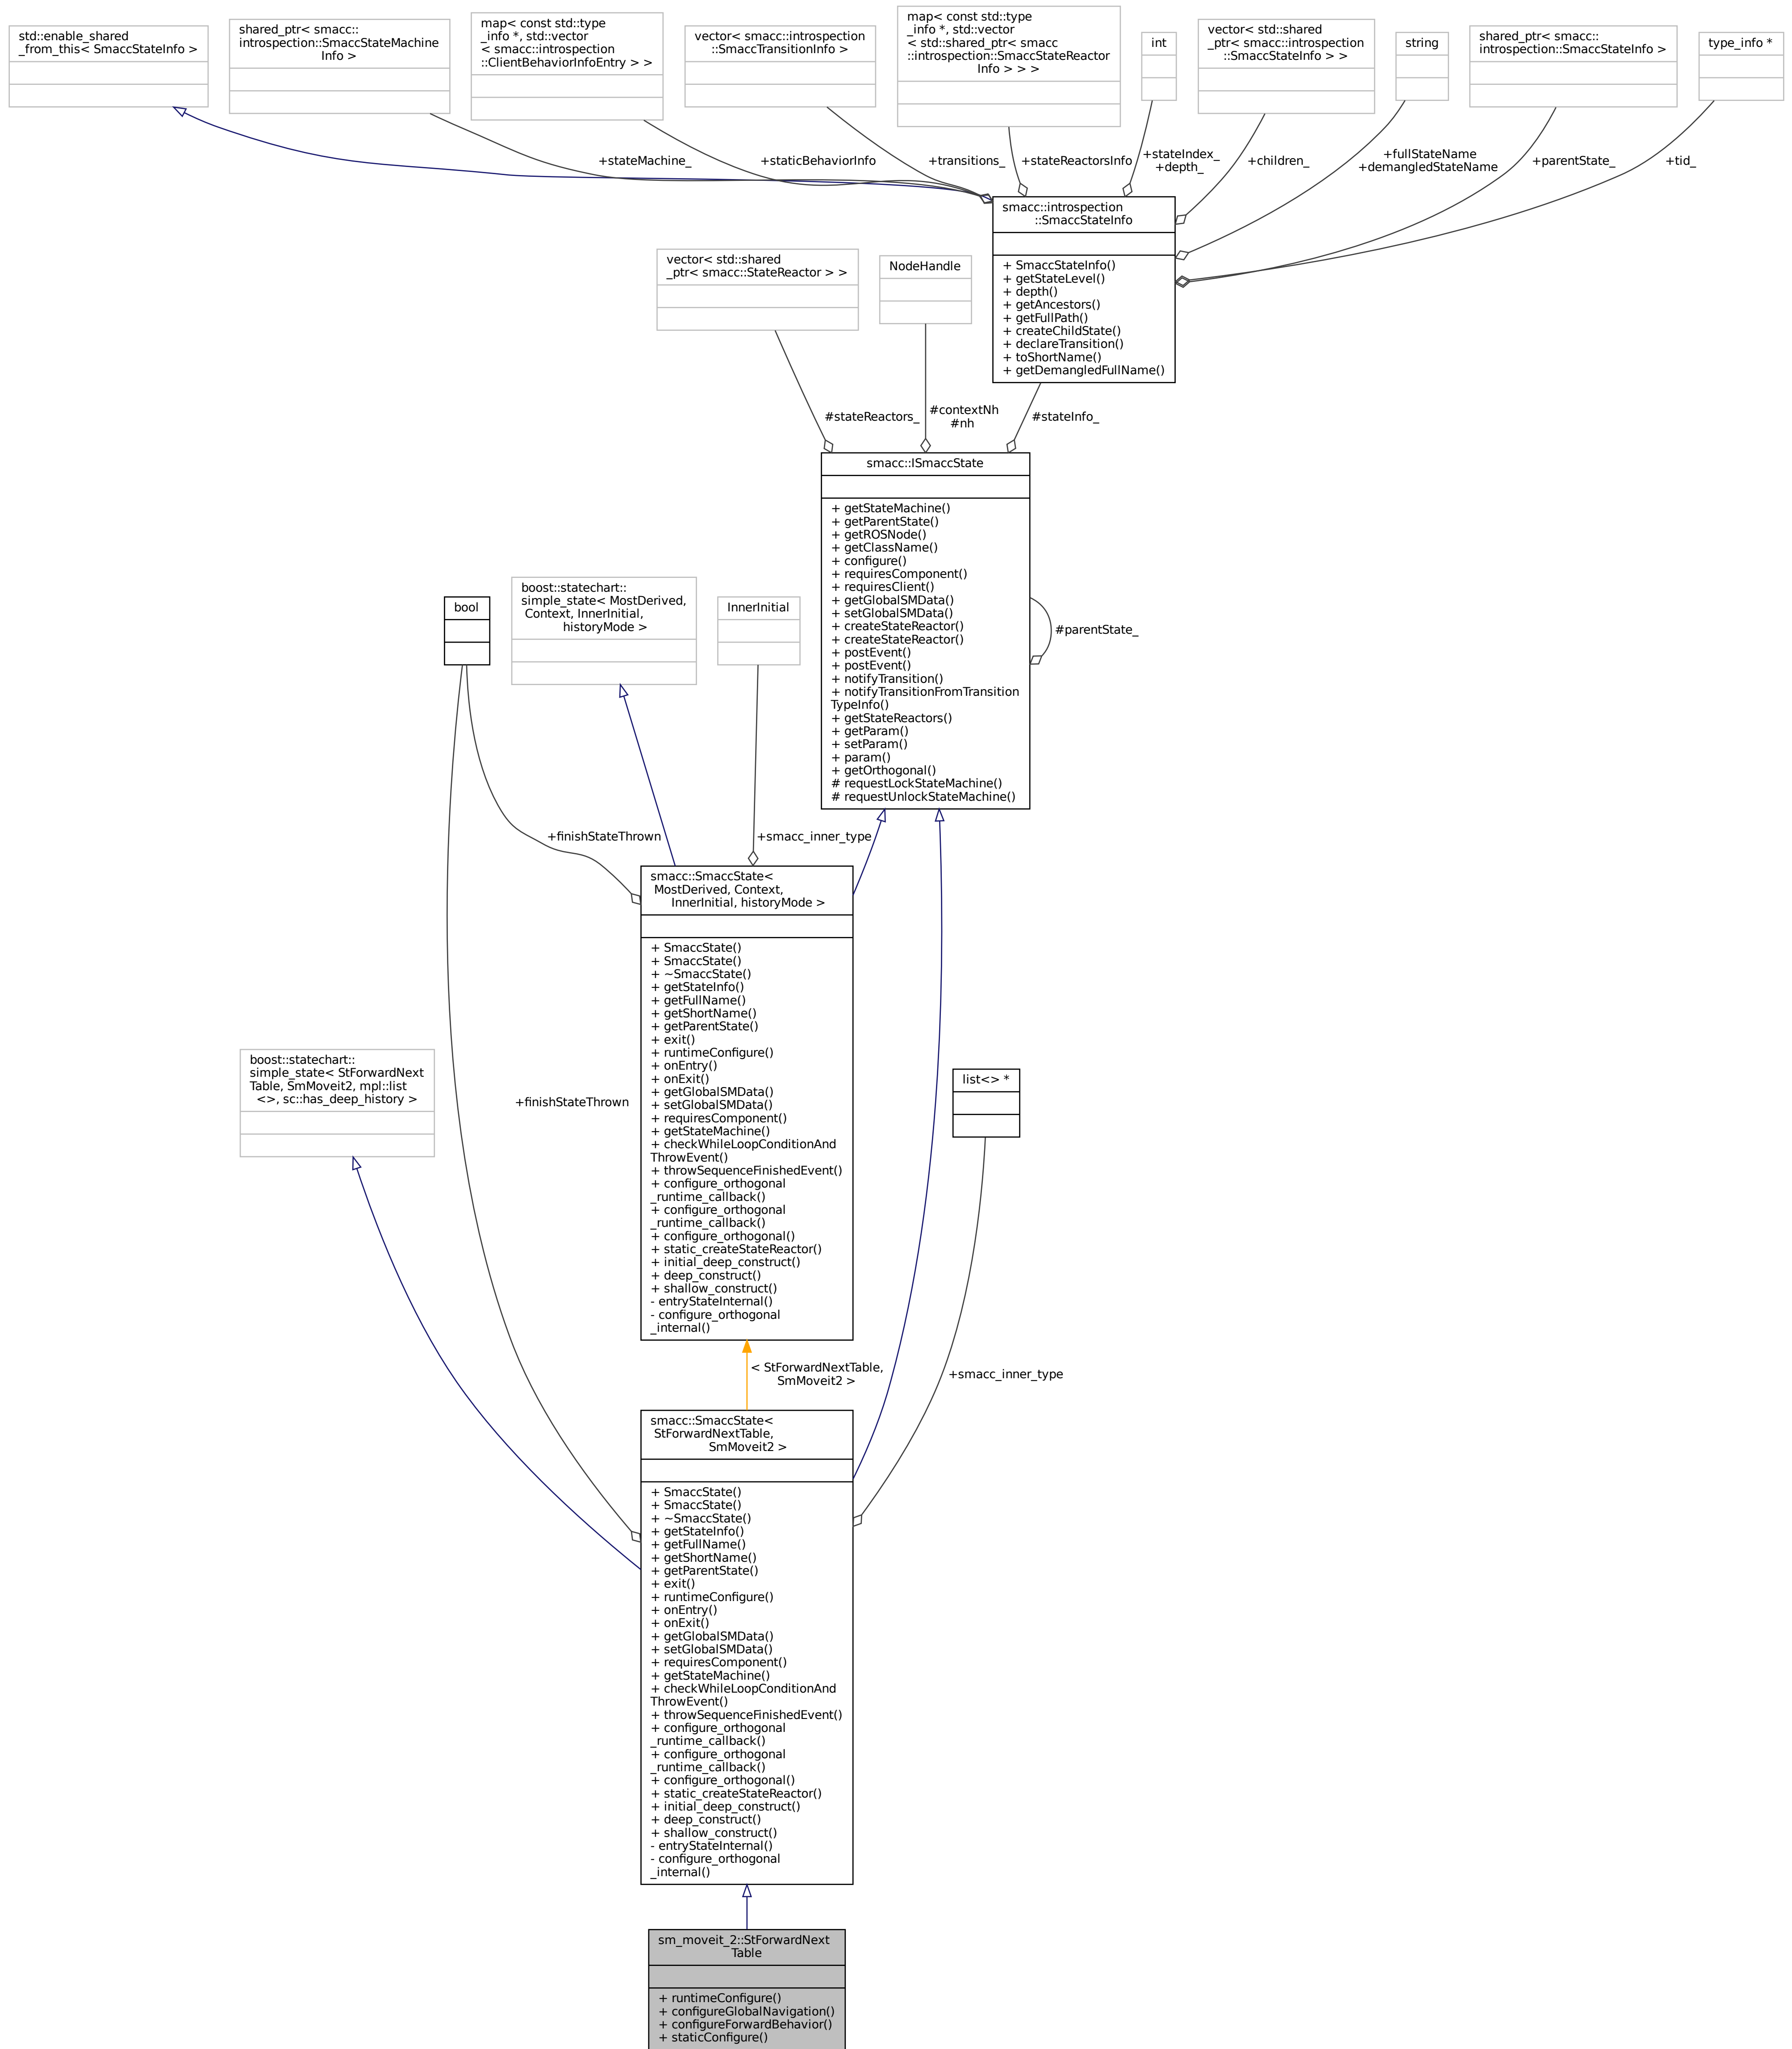 std::enable_shared
_from_this< SmaccStateInfo >
shared_ptr< smacc::
introspection::SmaccStateMachine
Info >
map< const std::type
_info *, std::vector
< smacc::introspection
::ClientBehaviorInfoEntry > >
vector< smacc::introspection
::SmaccTransitionInfo >
map< const std::type
_info *, std::vector
< std::shared_ptr< smacc
::introspection::SmaccStateReactor
Info > > >
int
vector< std::shared
_ptr< smacc::introspection
::SmaccStateInfo > >
string
shared_ptr< smacc::
introspection::SmaccStateInfo >
type_info *
+stateMachine_
+staticBehaviorInfo
+transitions_
+stateReactorsInfo
+stateIndex_
+depth_
+children_
+fullStateName
+demangledStateName
+parentState_
+tid_
smacc::introspection
::SmaccStateInfo
+ SmaccStateInfo()
+ getStateLevel()
+ depth()
+ getAncestors()
+ getFullPath()
+ createChildState()
+ declareTransition()
+ toShortName()
+ getDemangledFullName()
vector< std::shared
_ptr< smacc::StateReactor > >
NodeHandle
#stateReactors_
#contextNh
#nh
#stateInfo_
smacc::ISmaccState
+ getStateMachine()
+ getParentState()
+ getROSNode()
+ getClassName()
+ configure()
+ requiresComponent()
+ requiresClient()
+ getGlobalSMData()
+ setGlobalSMData()
+ createStateReactor()
+ createStateReactor()
+ postEvent()
+ postEvent()
+ notifyTransition()
+ notifyTransitionFromTransition
TypeInfo()
+ getStateReactors()
+ getParam()
+ setParam()
+ param()
+ getOrthogonal()
# requestLockStateMachine()
# requestUnlockStateMachine()
#parentState_
bool
boost::statechart::
simple_state< MostDerived,
Context, InnerInitial,
historyMode >
InnerInitial
+finishStateThrown
+smacc_inner_type
smacc::SmaccState<
MostDerived, Context,
InnerInitial, historyMode >
+ SmaccState()
+ SmaccState()
+ ~SmaccState()
+ getStateInfo()
+ getFullName()
+ getShortName()
+ getParentState()
+ exit()
+ runtimeConfigure()
+ onEntry()
+ onExit()
+ getGlobalSMData()
+ setGlobalSMData()
+ requiresComponent()
+ getStateMachine()
+ checkWhileLoopConditionAnd
ThrowEvent()
+ throwSequenceFinishedEvent()
+ configure_orthogonal
_runtime_callback()
+ configure_orthogonal
_runtime_callback()
+ configure_orthogonal()
+ static_createStateReactor()
+ initial_deep_construct()
+ deep_construct()
+ shallow_construct()
- entryStateInternal()
- configure_orthogonal
_internal()
boost::statechart::
simple_state< StForwardNext
Table, SmMoveit2, mpl::list
<>, sc::has_deep_history >
+finishStateThrown
list<> *
< StForwardNextTable,
SmMoveit2 >
+smacc_inner_type
smacc::SmaccState<
StForwardNextTable,
SmMoveit2 >
+ SmaccState()
+ SmaccState()
+ ~SmaccState()
+ getStateInfo()
+ getFullName()
+ getShortName()
+ getParentState()
+ exit()
+ runtimeConfigure()
+ onEntry()
+ onExit()
+ getGlobalSMData()
+ setGlobalSMData()
+ requiresComponent()
+ getStateMachine()
+ checkWhileLoopConditionAnd
ThrowEvent()
+ throwSequenceFinishedEvent()
+ configure_orthogonal
_runtime_callback()
+ configure_orthogonal
_runtime_callback()
+ configure_orthogonal()
+ static_createStateReactor()
+ initial_deep_construct()
+ deep_construct()
+ shallow_construct()
- entryStateInternal()
- configure_orthogonal
_internal()
sm_moveit_2::StForwardNext
Table
+ runtimeConfigure()
+ configureGlobalNavigation()
+ configureForwardBehavior()
+ staticConfigure()